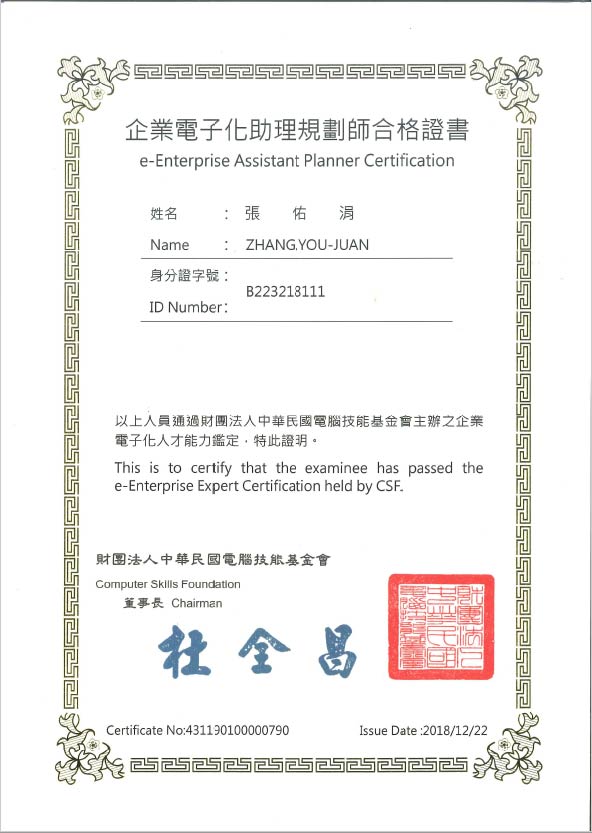 企業電子化助理規劃師合格證書
e-Enterprise Assistant Planner Certification
姓名 : 張 佑 涓
Name : ZHANG,YOU-JUAN
身分證字號：
B223218111
ID Number:
以上人員通過財團法人中華民國電腦技能基金會主辦之企業
電子化人才能力鑑定，特此證明。
This is to certify that the examinee has passed the
e-Enterprise Expert Certification held by CSF.
財團法人中華民國電腦技能基金會
Computer Skills Foundation
董事長 Chairman
杜全昌
Certificate No:431190100000790 Issue Date :2018/12/22